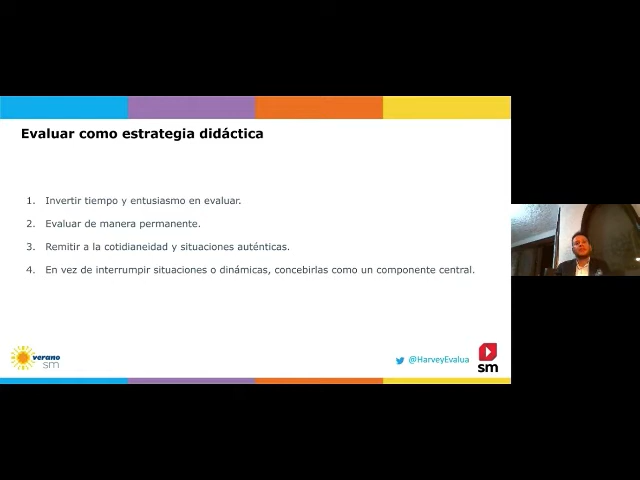 Evaluar como estrategia didáctica
1. Invertir tiempo y entusiasmo en evaluar.
2. Evaluar de manera permanente.
3. Remitir a la cotidianeidad y situaciones auténticas.
4. En vez de interrumpir situaciones o dinámicas, concebirlas como un componente central.
verano
sm
@HarveyEvalua
sm